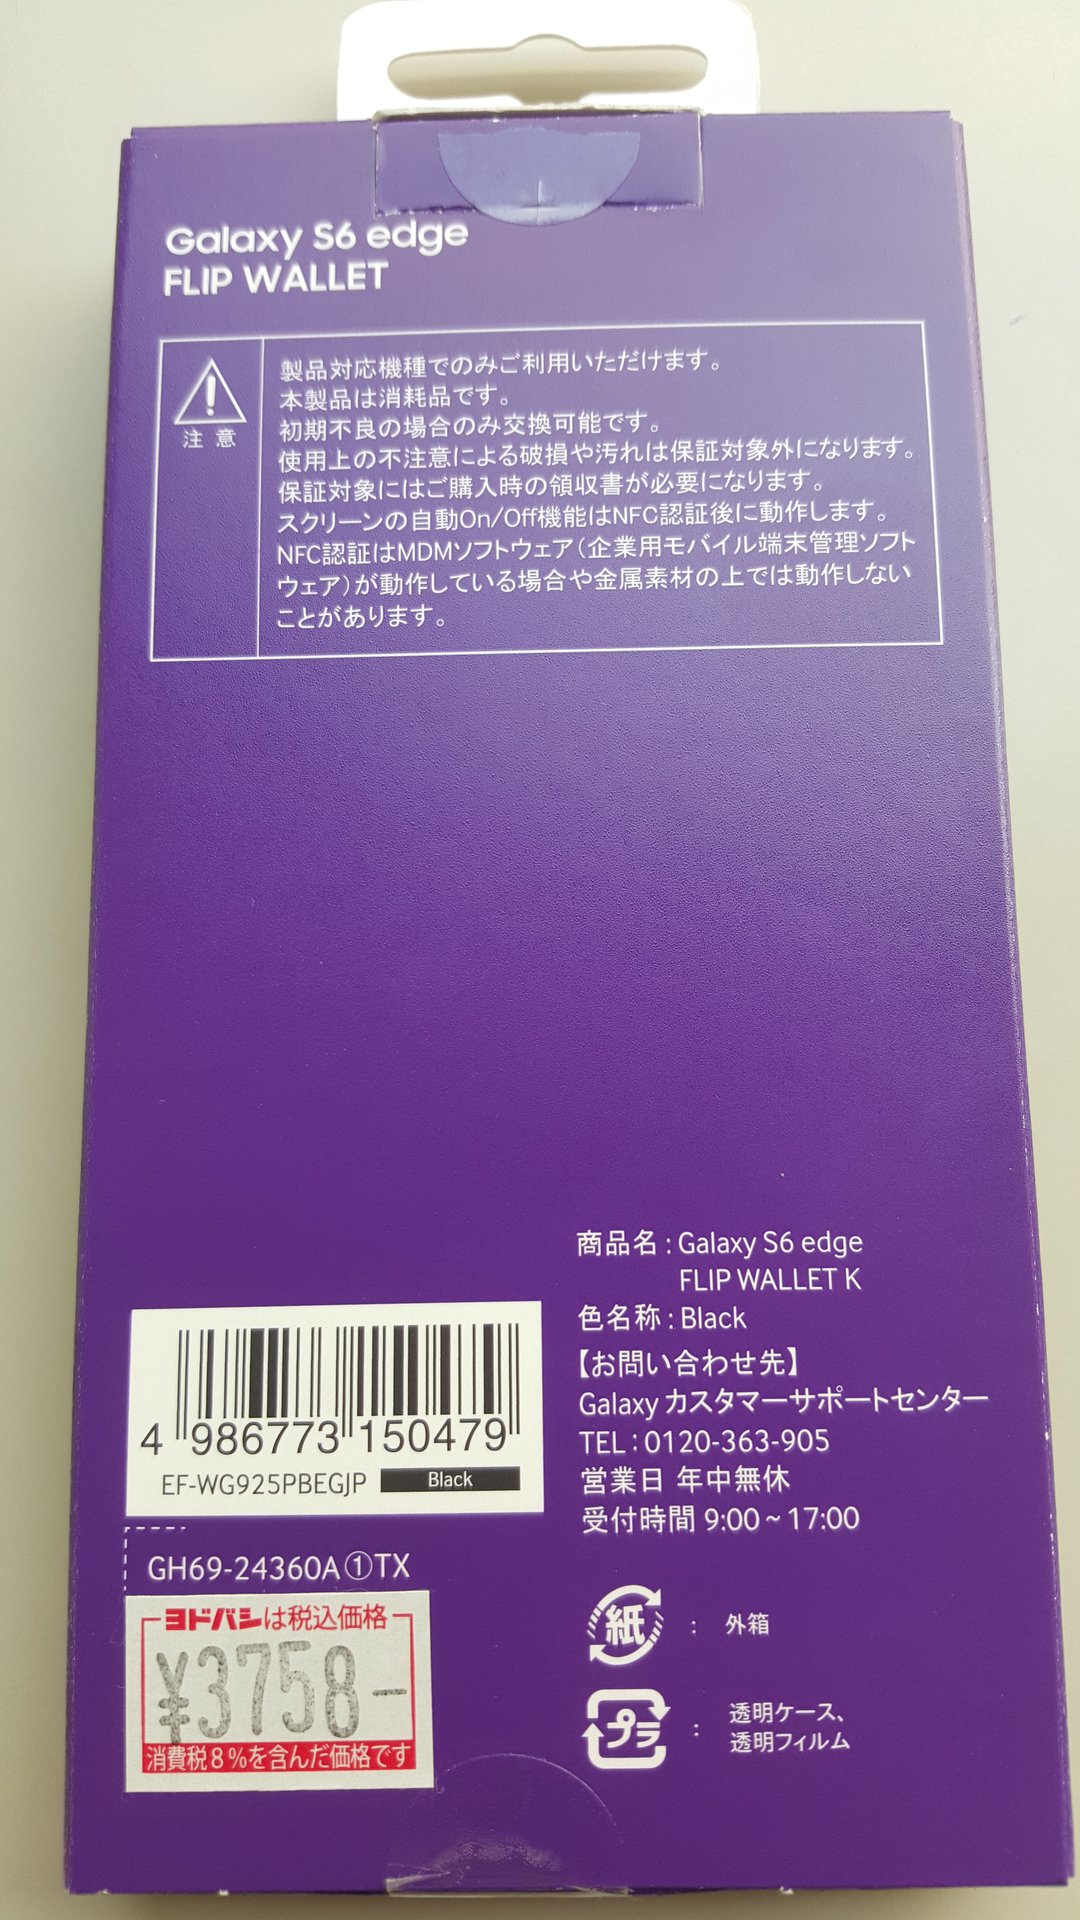 Galaxy S6 edge
FLIP WALLET
注 意
製品対応機種でのみご利用いただけます。
本製品は消耗品です。
初期不良の場合のみ交換可能です。
使用上の不注意による破損や汚れは保証対象外になります。
保証対象にはご購入時の領収書が必要になります。
スクリーンの自動On/Off機能はNFC認証後に動作します。
NFC認証はMDMソフトウェア（企業用モバイル端末管理ソフト
ウェア）が動作している場合や金属素材の上では動作しない
ことがあります。
商品名 : Galaxy S6 edge
FLIP WALLET K
色名称 : Black
【お問い合わせ先】
Galaxy カスタマーサポートセンター
TEL : 0120-363-905
営業日 年中無休
受付時間 9:00 ~ 17:00
4 986773 150479
EF-WG925PBEGJP Black
GH69-24360A①TX
ヨドバシは税込価格
¥3758-
消費税8%を含んだ価格です
紙 : 外箱
プラ : 透明ケース、
透明フィルム